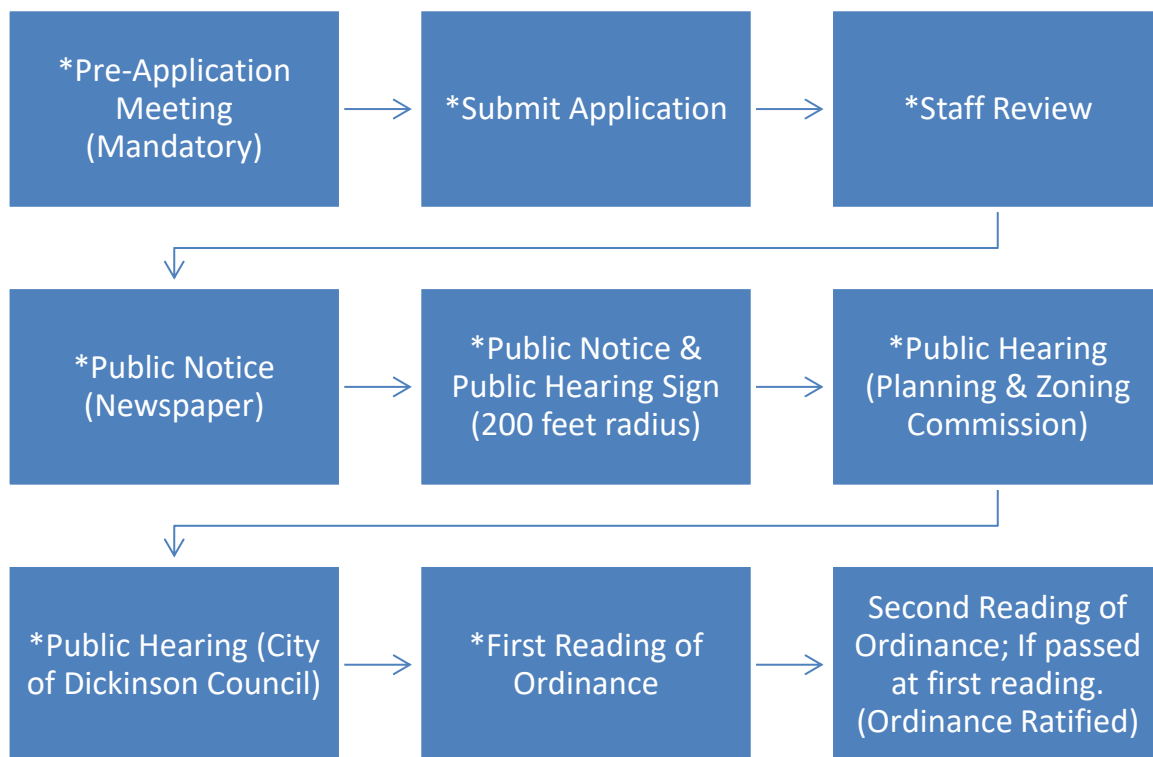 *Pre-Application
Meeting
(Mandatory)
*Submit Application
*Staff Review
*Public Notice
(Newspaper)
*Public Notice &
Public Hearing Sign
(200 feet radius)
*Public Hearing
(Planning & Zoning
Commission)
*Public Hearing (City
of Dickinson Council)
*First Reading of
Ordinance
Second Reading of
Ordinance; If passed
at first reading.
(Ordinance Ratified)